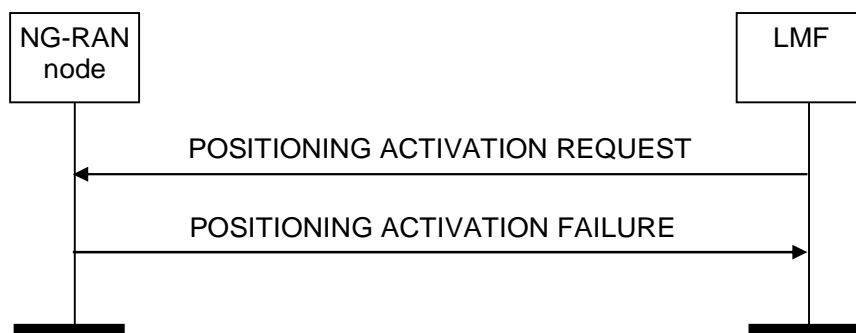 NG-RAN
node
LMF
POSITIONING ACTIVATION REQUEST
POSITIONING ACTIVATION FAILURE